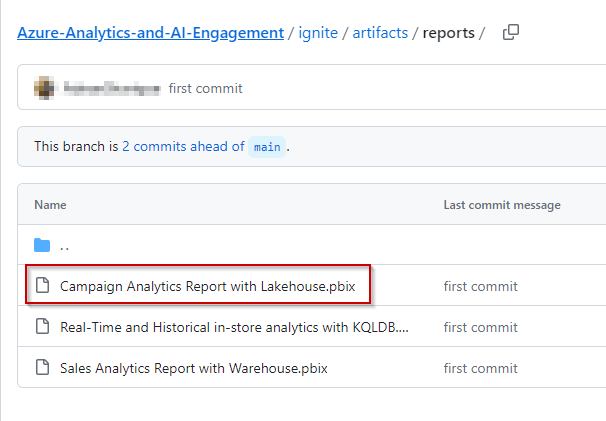 Azure-Analytics-and-AI-Engagement / ignite / artifacts / reports /
first commit
This branch is 2 commits ahead of main .
Name Last commit message
..
Campaign Analytics Report with Lakehouse.pbix first commit
Real-Time and Historical in-store analytics with KQLDB.... first commit
Sales Analytics Report with Warehouse.pbix first commit